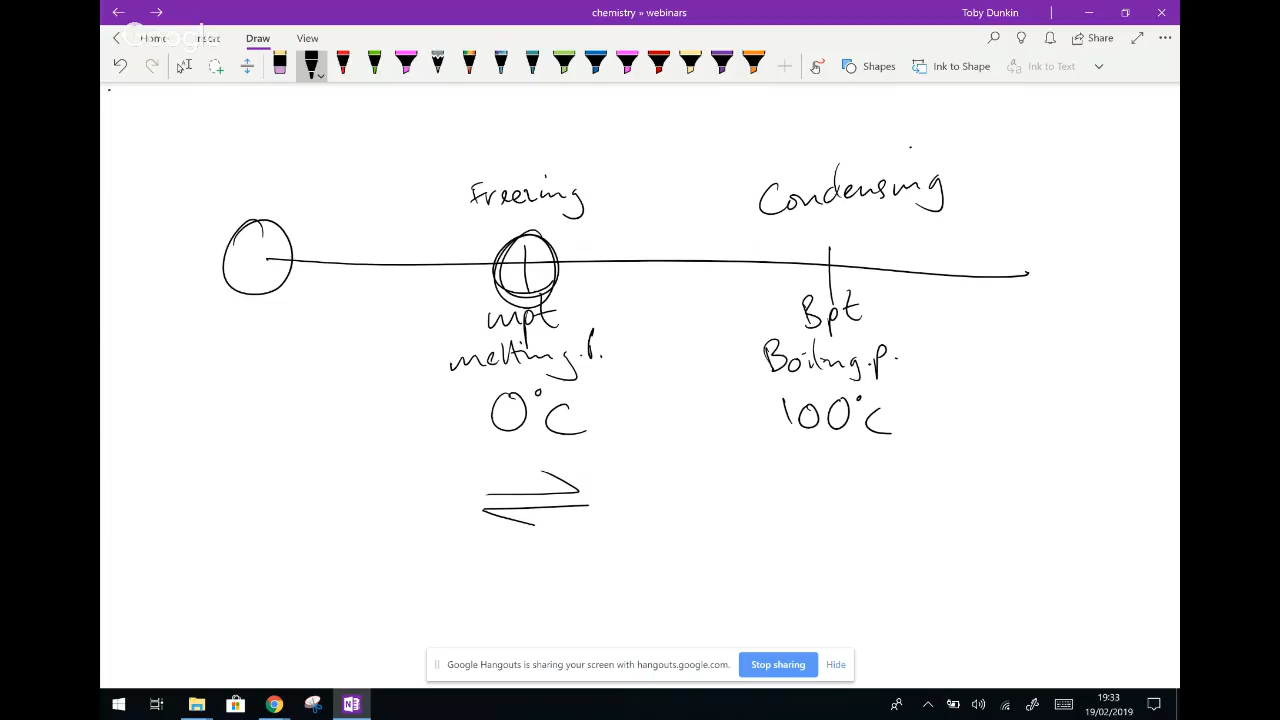 chemistry » webinars
Toby Dunkin
Google
Home
Insert
Draw
View
Share
Shapes
Ink to Shape
Ink to Text
Freezing
Condensing
mpt
Bpt
melting.p.
Boiling.p.
0°C
100°C
Google Hangouts is sharing your screen with hangouts.google.com.
Stop sharing
Hide
19:33
19/02/2019